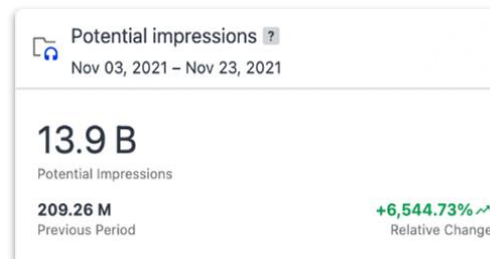 Potential impressions ?
Nov 03, 2021 – Nov 23, 2021
13.9 B
Potential Impressions
209.26 M
+6,544.73%
Previous Period
Relative Change